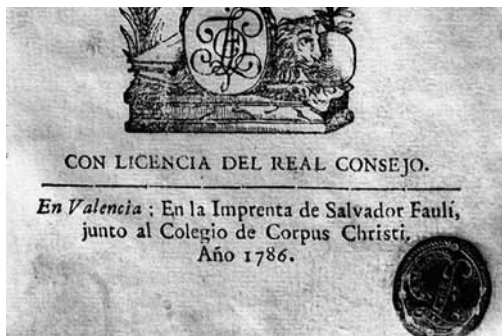 CON LICENCIA DEL REAL CONSEJO.
En Valencia : En la Imprenta de Salvador Faulí,
junto al Colegio de Corpus Christi,
Año 1786.